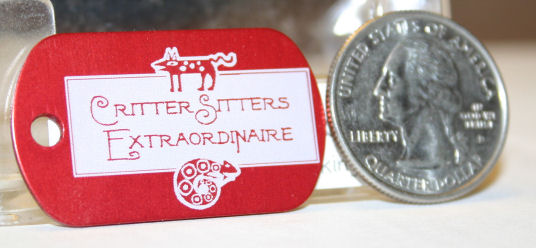 Critter Sitters
Extraordinaire
UNITED STATES OF AMERICA
LIBERTY
IN
GOD WE
TRUST
QUARTER DOLLAR